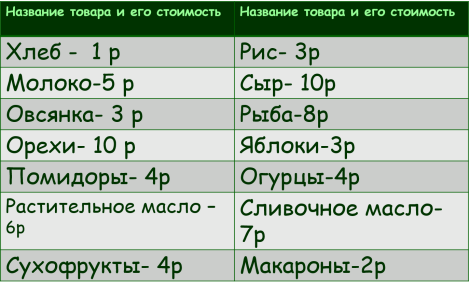 Название товара и его стоимость Название товара и его стоимость
Хлеб - 1 р Рис- 3р
Молоко-5 р Сыр- 10р
Овсянка- 3 р Рыба-8р
Орехи- 10 р Яблоки-3р
Помидоры- 4р Огурцы-4р
Растительное масло – Сливочное масло-
6р 7р
Сухофрукты- 4р Макароны-2р